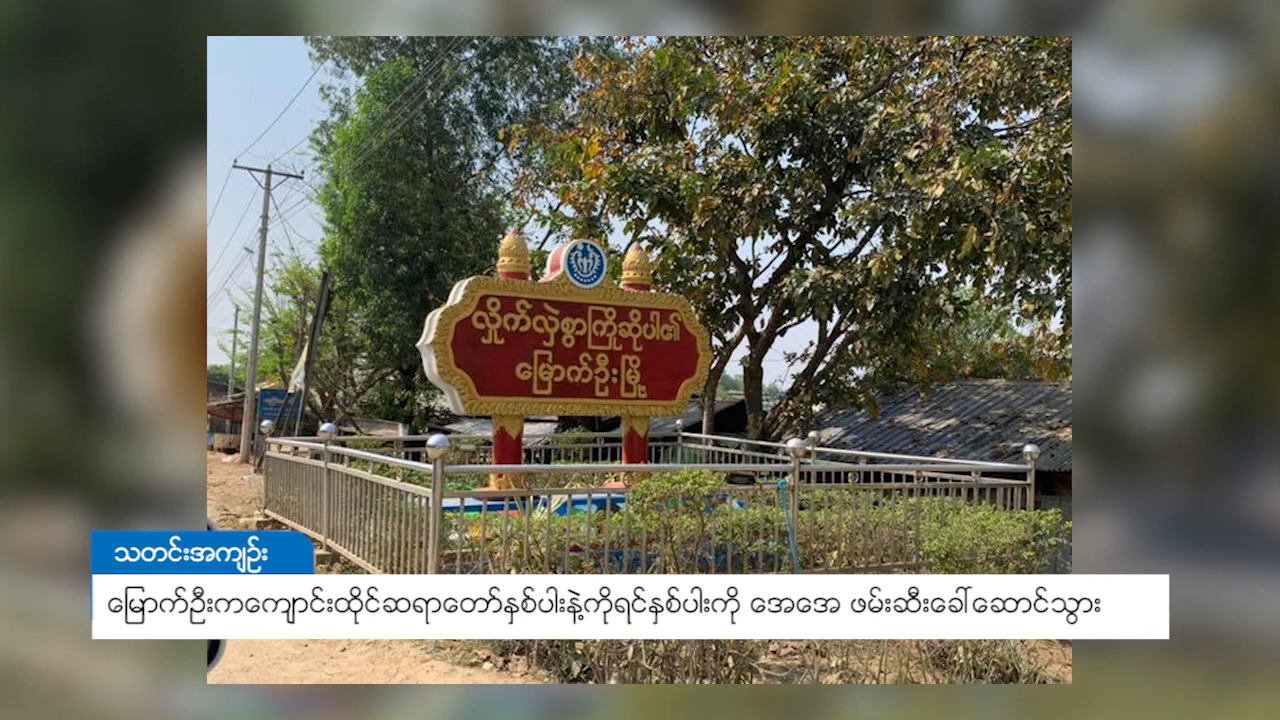 လှိုက်လှဲစွာကြိုဆိုပါ၏
မြောက်ဦးမြို့
သတင်းအကျဉ်း
မြောက်ဦးကကျောင်းထိုင်ဆရာတော်နှစ်ပါးနဲ့ကိုရင်နှစ်ပါးကို အေအေ ဖမ်းဆီးခေါ်ဆောင်သွား